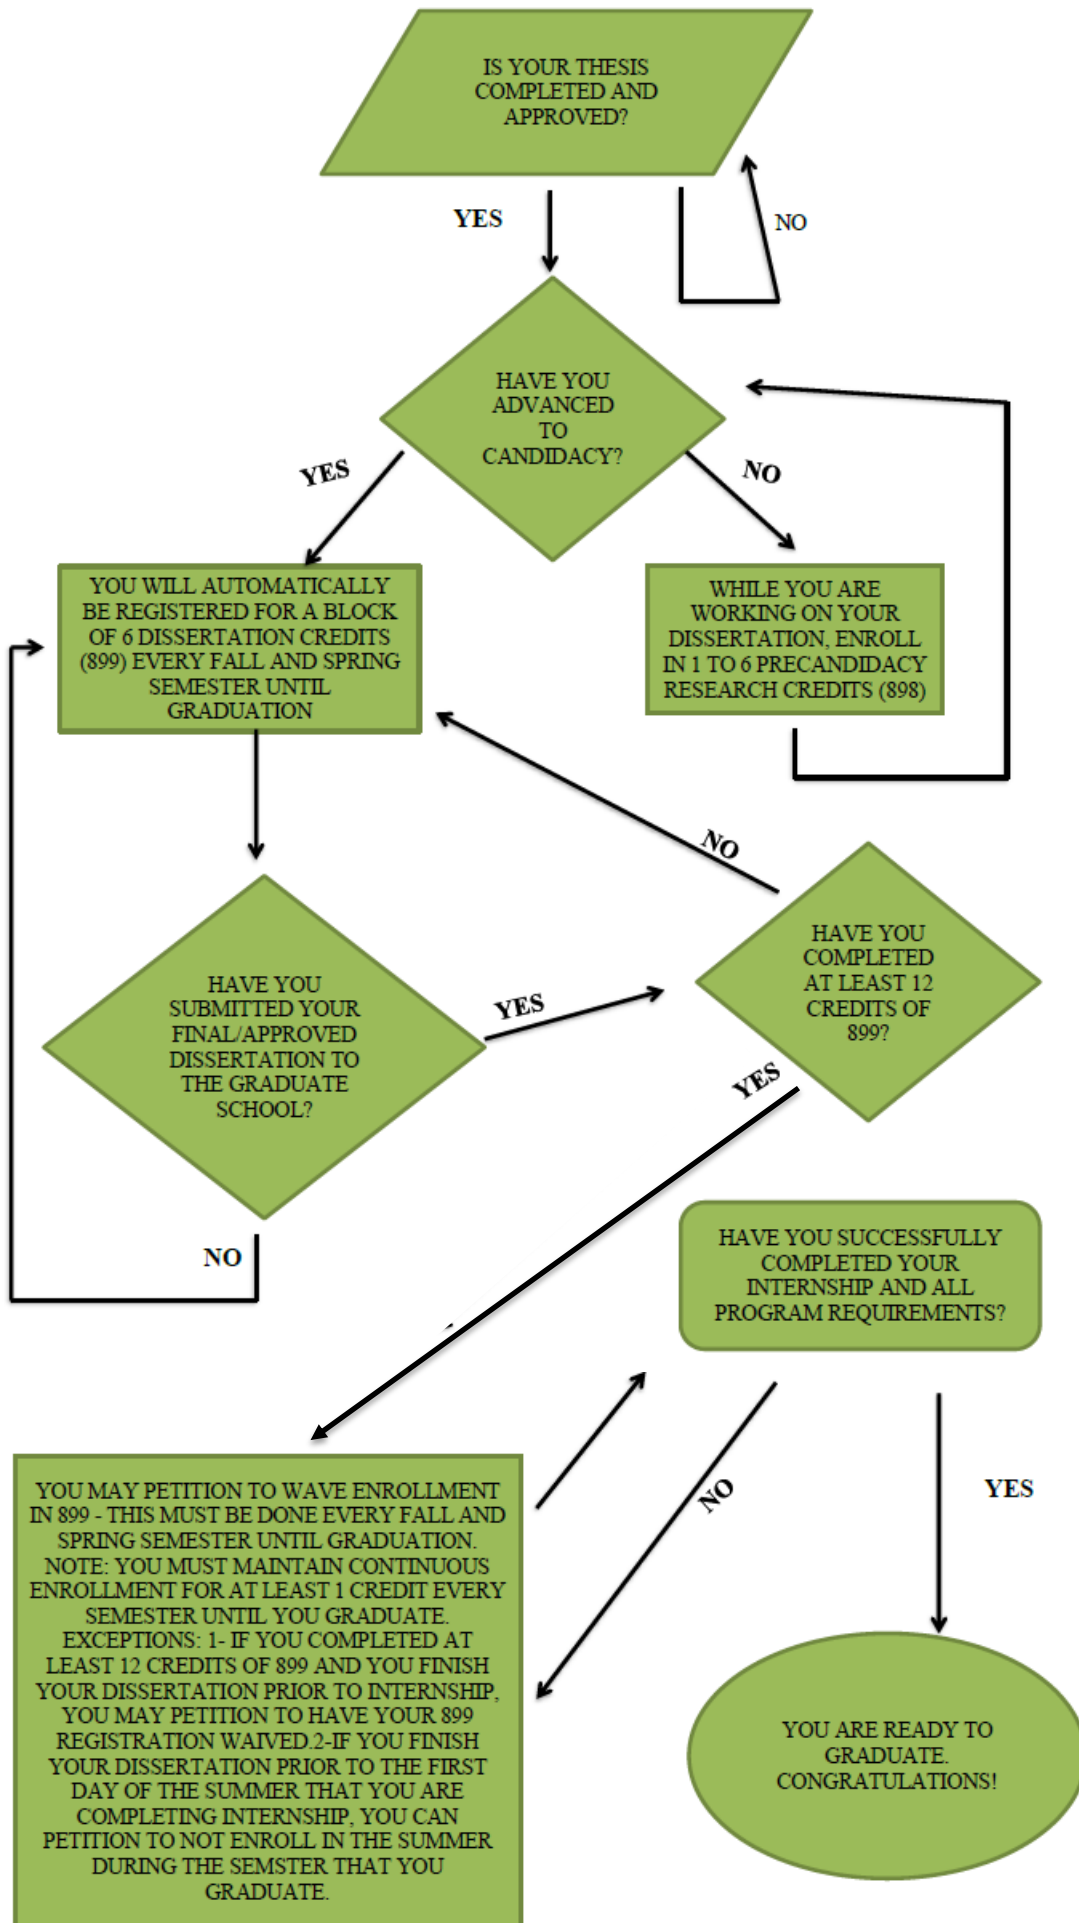 IS YOUR THESIS
COMPLETED AND
APPROVED?
YES
NO
HAVE YOU
ADVANCED
TO
CANDIDACY?
YES
NO
YOU WILL AUTOMATICALLY
BE REGISTERED FOR A BLOCK
OF 6 DISSERTATION CREDITS
(899) EVERY FALL AND SPRING
SEMESTER UNTIL
GRADUATION
WHILE YOU ARE
WORKING ON YOUR
DISSERTATION, ENROLL
IN 1 TO 6 PRECANDIDACY
RESEARCH CREDITS (898)
NO
HAVE YOU
SUBMITTED YOUR
FINAL/APPROVED
DISSERTATION TO
THE GRADUATE
SCHOOL?
YES
HAVE YOU
COMPLETED
AT LEAST 12
CREDITS OF
899?
YES
NO
HAVE YOU SUCCESSFULLY
COMPLETED YOUR
INTERNSHIP AND ALL
PROGRAM REQUIREMENTS?
NO
YES
YOU MAY PETITION TO WAVE ENROLLMENT
IN 899 - THIS MUST BE DONE EVERY FALL AND
SPRING SEMESTER UNTIL GRADUATION.
NOTE: YOU MUST MAINTAIN CONTINUOUS
ENROLLMENT FOR AT LEAST 1 CREDIT EVERY
SEMESTER UNTIL YOU GRADUATE.
EXCEPTIONS: 1- IF YOU COMPLETED AT
LEAST 12 CREDITS OF 899 AND YOU FINISH
YOUR DISSERTATION PRIOR TO INTERNSHIP,
YOU MAY PETITION TO HAVE YOUR 899
REGISTRATION WAIVED.2-IF YOU FINISH
YOUR DISSERTATION PRIOR TO THE FIRST
DAY OF THE SUMMER THAT YOU ARE
COMPLETING INTERNSHIP, YOU CAN
PETITION TO NOT ENROLL IN THE SUMMER
DURING THE SEMSTER THAT YOU
GRADUATE.
YOU ARE READY TO
GRADUATE.
CONGRATULATIONS!